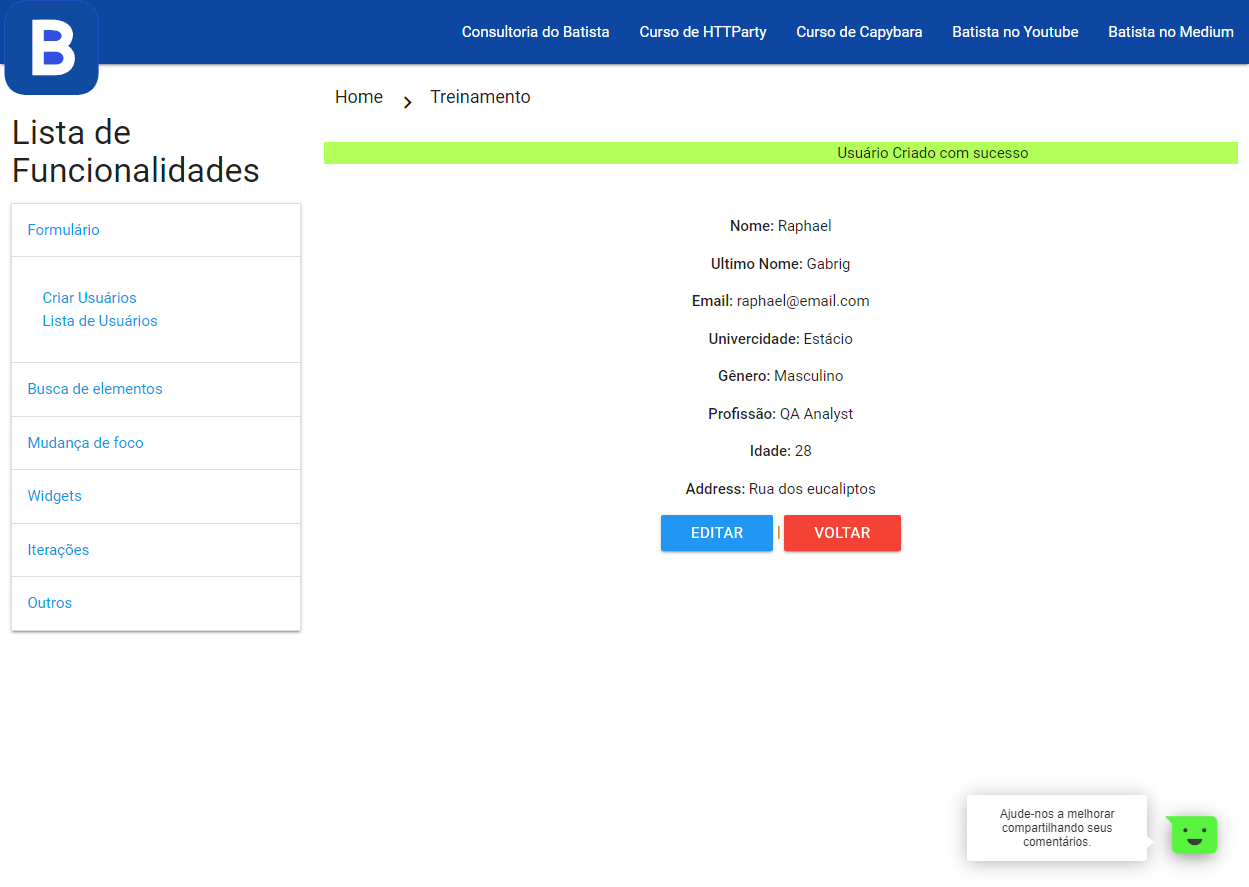 B
Consultoria do Batista Curso de HTTParty Curso de Capybara Batista no Youtube Batista no Medium
Home Treinamento
Lista de
Funcionalidades
Formulário
Criar Usuários
Lista de Usuários
Busca de elementos
Mudança de foco
Widgets
Iterações
Outros
Usuário Criado com sucesso
Nome: Raphael
Ultimo Nome: Gabrig
Email: raphael@email.com
Univercidade: Estácio
Gênero: Masculino
Profissão: QA Analyst
Idade: 28
Address: Rua dos eucaliptos
EDITAR | VOLTAR
Ajude-nos a melhorar
compartilhando seus
comentários.